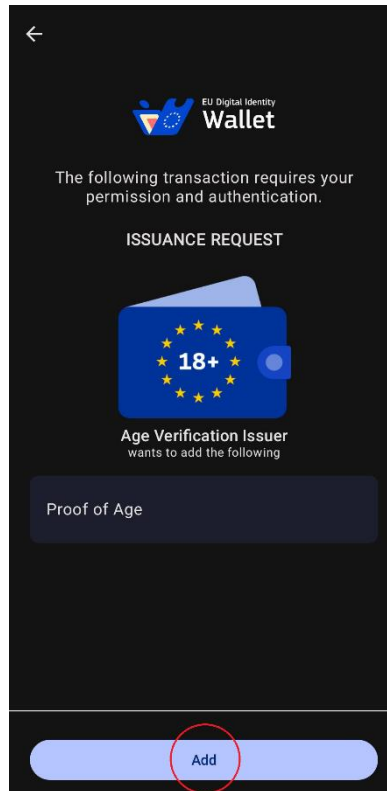 EU Digital Identity
Wallet
The following transaction requires your
permission and authentication.
ISSUANCE REQUEST
18+
Age Verification Issuer
wants to add the following
Proof of Age
Add